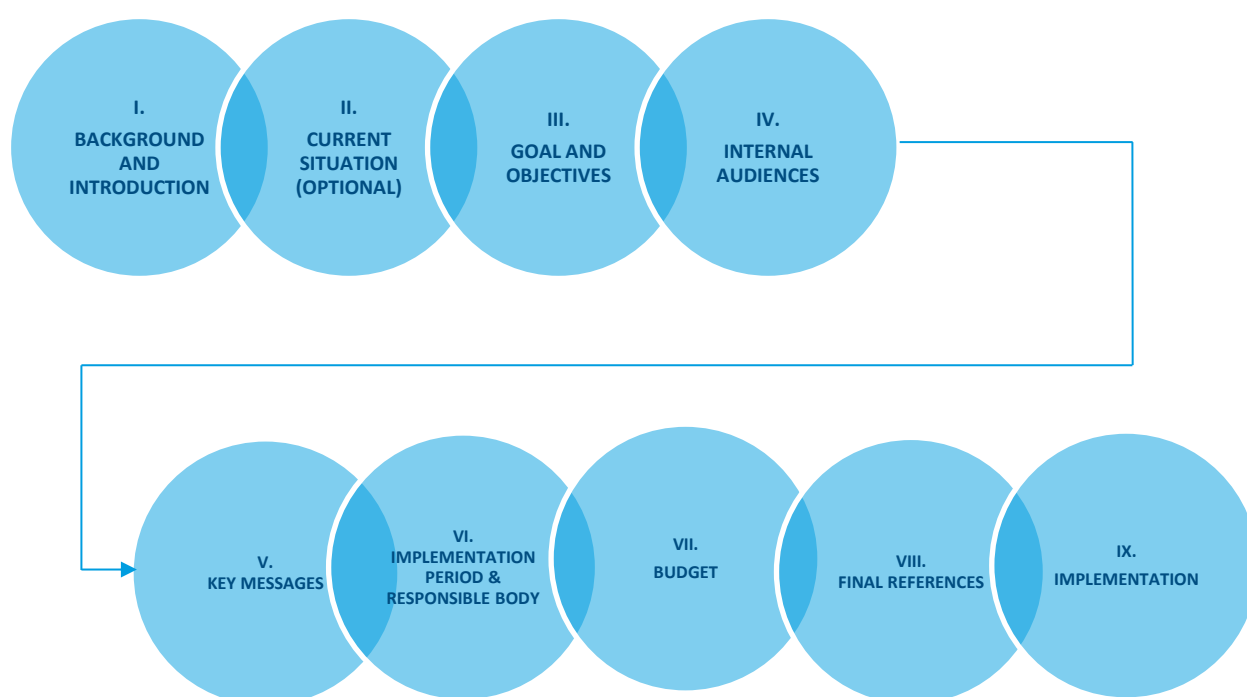 I.
BACKGROUND
AND
INTRODUCTION
II.
CURRENT
SITUATION
(OPTIONAL)
III.
GOAL AND
OBJECTIVES
IV.
INTERNAL
AUDIENCES
V.
KEY MESSAGES
VI.
IMPLEMENTATION
PERIOD &
RESPONSIBLE BODY
VII.
BUDGET
VIII.
FINAL REFERENCES
IX.
IMPLEMENTATION